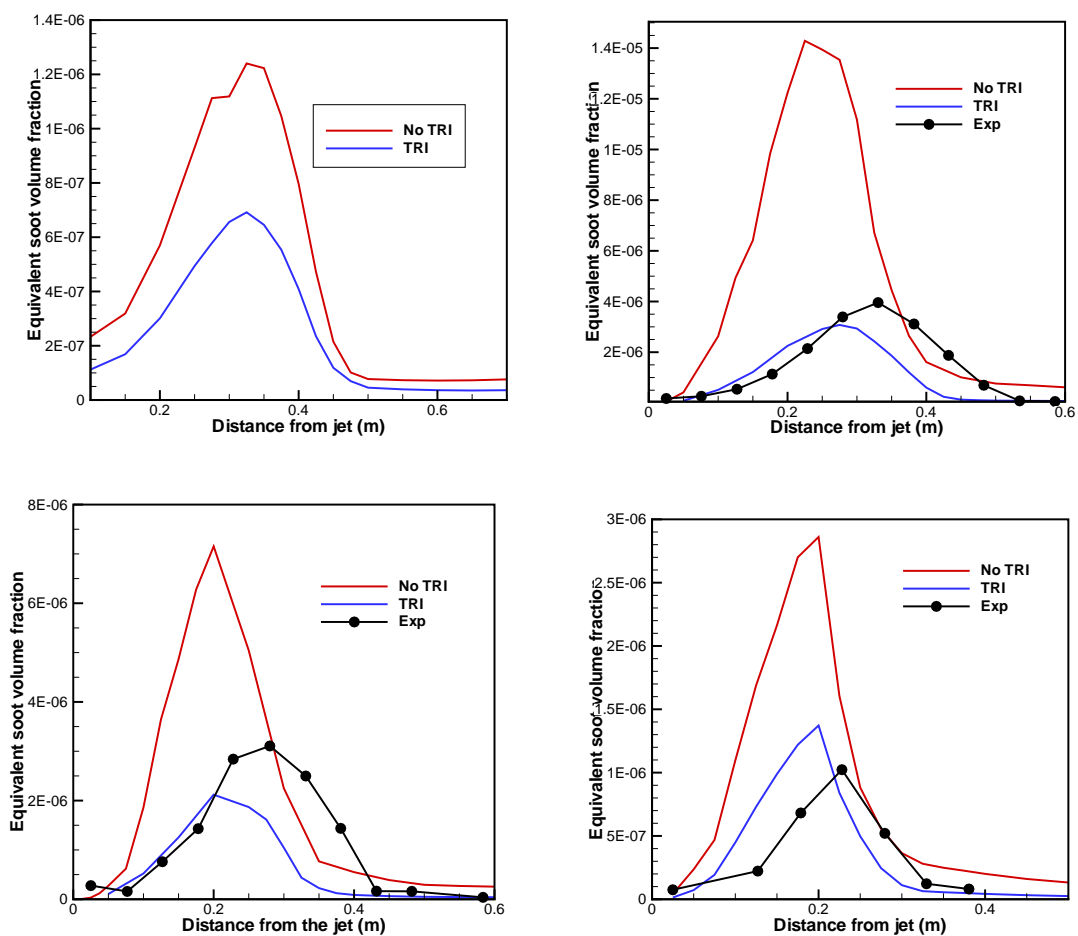 Equivalent soot volume fraction
1.4E-06
1.2E-06
1E-06
8E-07
6E-07
4E-07
2E-07
0
0.2
0.4
0.6
Distance from jet (m)
No TRI
TRI
Equivalent soot volume fraction
1.4E-05
1.2E-05
1E-05
8E-06
6E-06
4E-06
2E-06
0
0
0.2
0.4
0.6
Distance from jet (m)
No TRI
TRI
Exp
Equivalent soot volume fraction
8E-06
6E-06
4E-06
2E-06
0
0
0.2
0.4
0.6
Distance from the jet (m)
No TRI
TRI
Exp
Equivalent soot volume fraction
3E-06
2.5E-06
2E-06
1.5E-06
1E-06
5E-07
0
0
0.2
0.4
Distance from jet (m)
No TRI
TRI
Exp